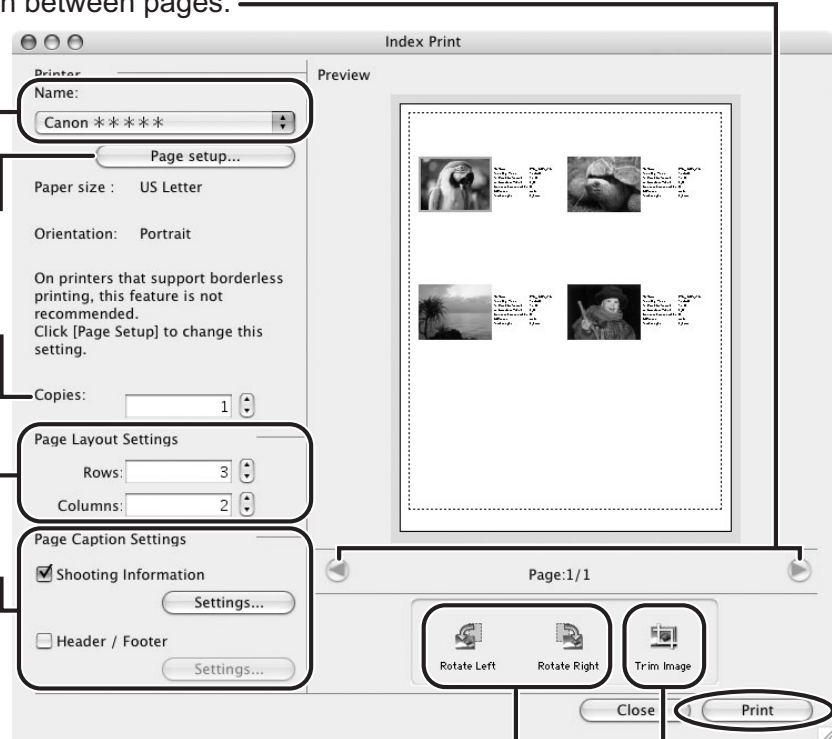 n between pages.
Index Print
Printer
Name:
Canon *****
Page setup...
Paper size : US Letter
Orientation: Portrait
On printers that support borderless
printing, this feature is not
recommended.
Click [Page Setup] to change this
setting.
Copies: 1
Page Layout Settings
Rows: 3
Columns: 2
Page Caption Settings
Shooting Information
Settings...
Header / Footer
Settings...
Preview
Page:1/1
Rotate Left Rotate Right Trim Image
Close Print